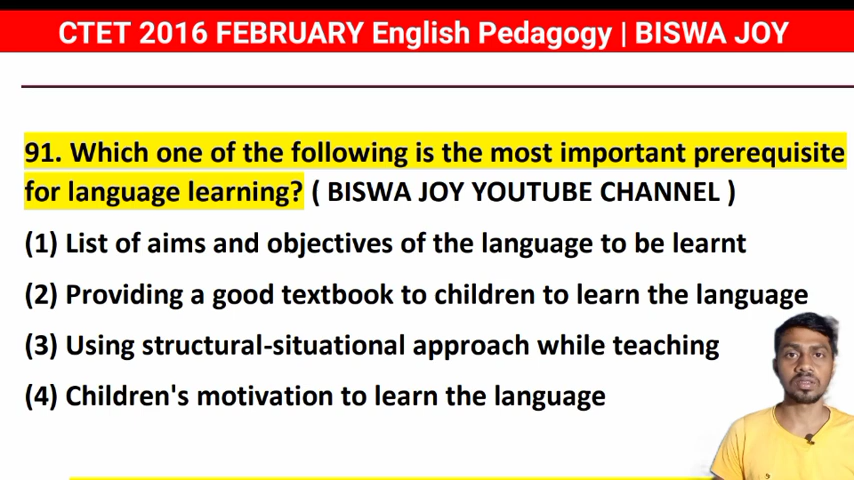 CTET 2016 FEBRUARY English Pedagogy | BISWA JOY
91. Which one of the following is the most important prerequisite
for language learning? ( BISWA JOY YOUTUBE CHANNEL )
(1) List of aims and objectives of the language to be learnt
(2) Providing a good textbook to children to learn the language
(3) Using structural-situational approach while teaching
(4) Children's motivation to learn the language